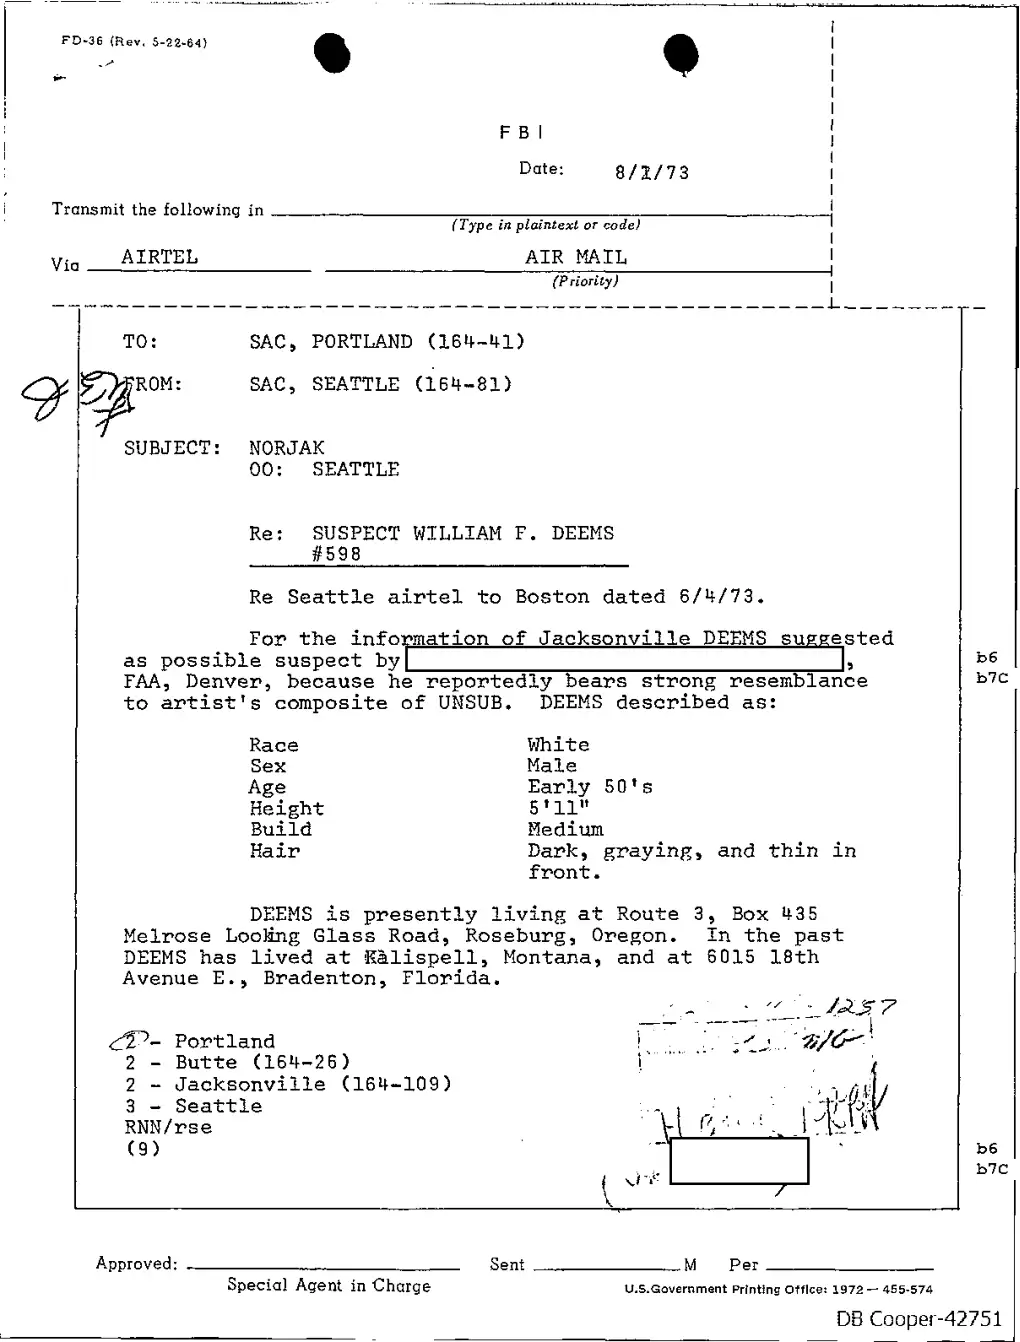 FD-36 (Rev. 5-22-64)
FBI
Date: 8/1/73
Transmit the following in
(Type in plaintext or code)
Via AIRTEL AIR MAIL
(Priority)
TO: SAC, PORTLAND (164-41)
FROM: SAC, SEATTLE (164-81)
SUBJECT: NORJAK
OO: SEATTLE
Re: SUSPECT WILLIAM F. DEEMS
#598
Re Seattle airtel to Boston dated 6/4/73.
For the information of Jacksonville DEEMS suggested
as possible suspect by ,
b6
FAA, Denver, because he reportedly bears strong resemblance
b7C
to artist's composite of UNSUB. DEEMS described as:
Race White
Sex Male
Age Early 50's
Height 5'11"
Build Medium
Hair Dark, graying, and thin in
front.
DEEMS is presently living at Route 3, Box 435
Melrose Looking Glass Road, Roseburg, Oregon. In the past
DEEMS has lived at Kalispell, Montana, and at 6015 18th
Avenue E., Bradenton, Florida.
1257
2 - Portland
2 - Butte (164-26)
2 - Jacksonville (164-109)
3 - Seattle
RNN/rse
(9)
b6
b7C
Approved: Sent M Per
Special Agent in Charge
U.S.Government Printing Office: 1972 — 455-574
DB Cooper-42751